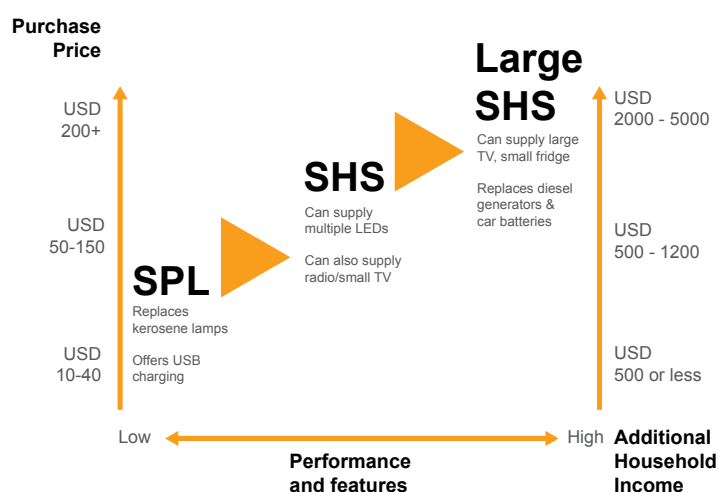 Purchase
Price
USD
200+
USD
50-150
USD
10-40
SPL
Replaces
kerosene lamps
Offers USB
charging
SHS
Can supply
multiple LEDs
Can also supply
radio/small TV
Large
SHS
Can supply large
TV, small fridge
Replaces diesel
generators &
car batteries
USD
2000 - 5000
USD
500 - 1200
USD
500 or less
Low
High
Performance
and features
Additional
Household
Income